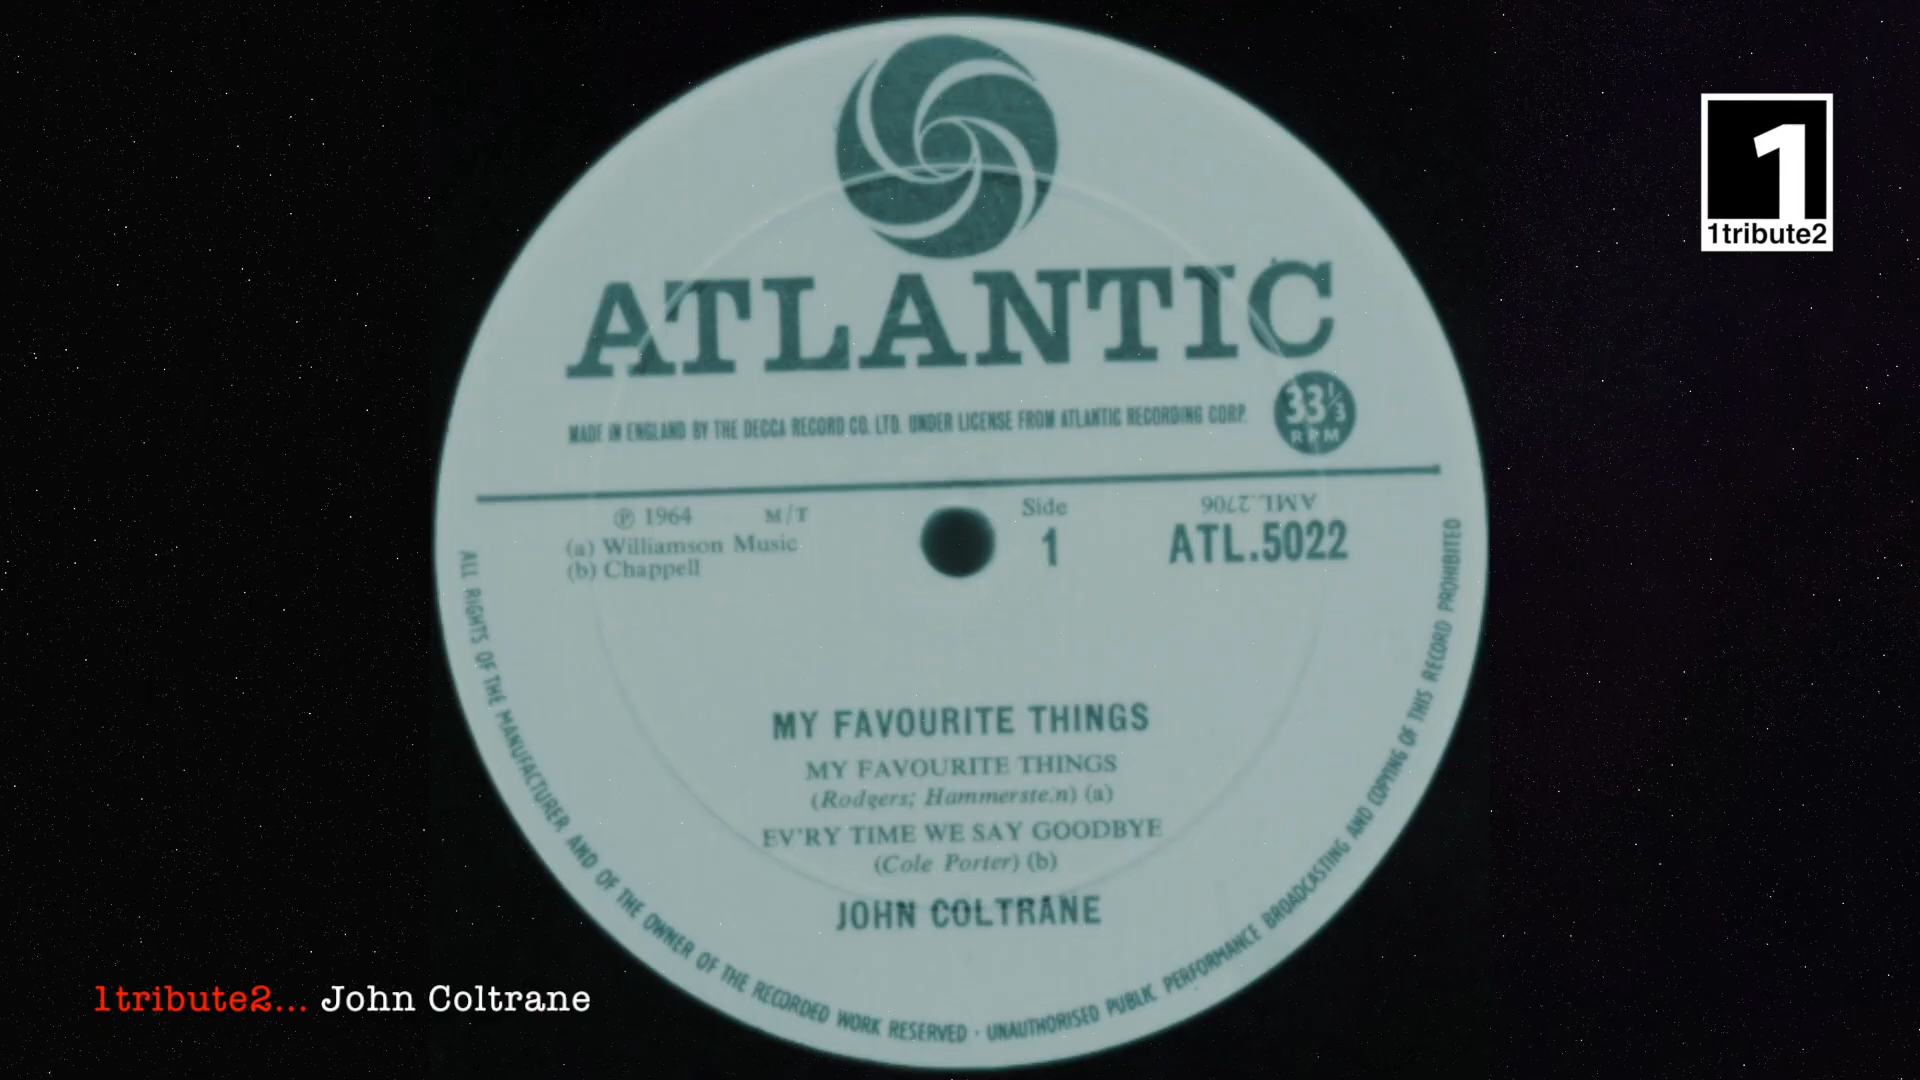 1
1tribute2
ATLANTIC
MADE IN ENGLAND BY THE DECCA RECORD CO. LTD. UNDER LICENSE FROM ATLANTIC RECORDING CORP.
33⅓
RPM
℗ 1964 M/T
(a) Williamson Music
(b) Chappell
Side
1
AML.2706
ATL.5022
MY FAVOURITE THINGS
MY FAVOURITE THINGS
(Rodgers; Hammerstein) (a)
EV'RY TIME WE SAY GOODBYE
(Cole Porter) (b)
JOHN COLTRANE
ALL RIGHTS OF THE MANUFACTURER AND OF THE OWNER OF THE RECORDED WORK RESERVED · UNAUTHORISED PUBLIC PERFORMANCE BROADCASTING AND COPYING OF THIS RECORD PROHIBITED
1tribute2... John Coltrane